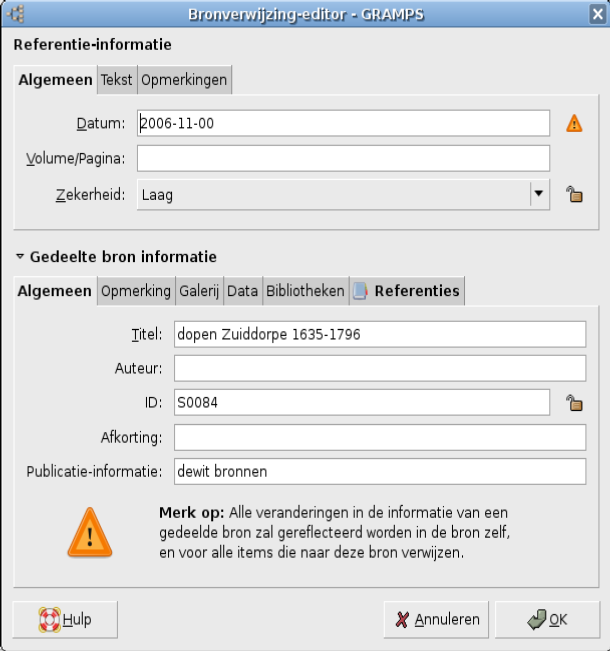 Bronverwijzing-editor - GRAMPS
Referentie-informatie
Algemeen Tekst Opmerkingen
Datum: 2006-11-00
Volume/Pagina:
Zekerheid: Laag
Gedeelte bron informatie
Algemeen Opmerking Galerij Data Bibliotheken Referenties
Titel: dopen Zuiddorpe 1635-1796
Auteur:
ID: S0084
Afkorting:
Publicatie-informatie: dewit bronnen
Merk op: Alle veranderingen in de informatie van een
gedeelde bron zal gereflecteerd worden in de bron zelf,
en voor alle items die naar deze bron verwijzen.
Hulp Annuleren OK